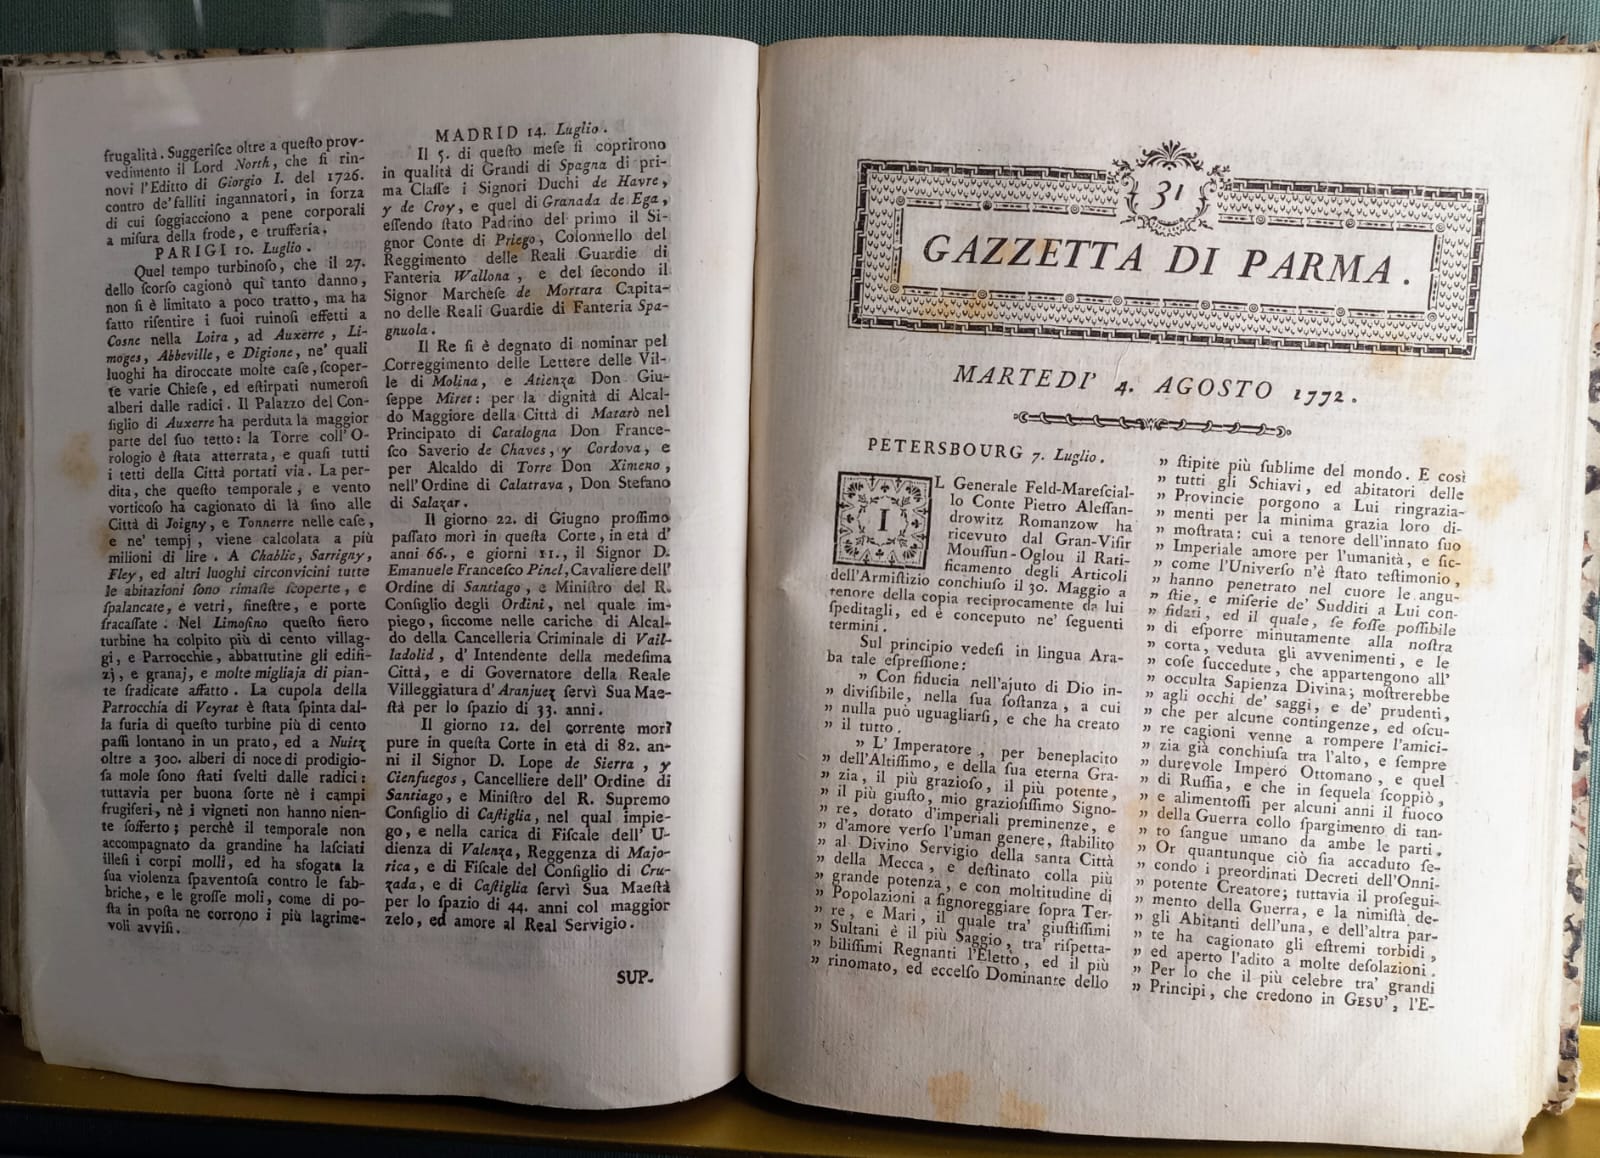 frugalità. Suggeriſce oltre a queſto prov-
vedimento il Lord North, che ſi rin-
novi l'Editto di Giorgio I. del 1726.
contro de' falliti ingannatori, in forza
di cui ſoggiacciono a pene corporali
a miſura della frode, e trufferia.
PARIGI 10. Luglio.
Quel tempo turbinoſo, che il 27.
dello ſcorſo cagionò quì tanto danno,
non ſi è limitato a poco tratto, ma ha
fatto riſentire i ſuoi ruinoſi effetti a
Coſne nella Loira, ad Auxerre, Li-
moges, Abbeville, e Digione, ne' quali
luoghi ha diroccate molte caſe, ſcoper-
te varie Chieſe, ed eſtirpati numeroſi
alberi dalle radici. Il Palazzo del Con-
ſiglio di Auxerre ha perduta la maggior
parte del ſuo tetto: la Torre coll' O-
rologio è ſtata atterrata, e quaſi tutti
i tetti della Città portati via. La per-
dita, che queſto temporale, e vento
vorticoſo ha cagionato di là fino alle
Città di Joigny, e Tonnerre nelle caſe,
e ne' tempj, viene calcolata a più
milioni di lire. A Chablic, Sarrigny,
Fley, ed altri luoghi circonvicini tutte
le abitazioni ſono rimaſte ſcoperte, e
ſpalancate, e vetri, fineſtre, e porte
fracaſſate. Nel Limoſino queſto fiero
turbine ha colpito più di cento villag-
gi, e Parrocchie, abbattutine gli edifi-
zj, e granaj, e molte migliaja di pian-
te ſradicate affatto. La cupola della
Parrocchia di Veyrat è ſtata ſpinta dal-
la furia di queſto turbine più di cento
paſſi lontano in un prato, ed a Nuitz
oltre a 300. alberi di noce di prodigio-
ſa mole ſono ſtati ſvelti dalle radici:
tuttavia per buona ſorte nè i campi
frugiferi, nè i vigneti non hanno nien-
te ſofferto; perchè il temporale non
accompagnato da grandine ha laſciati
illeſi i corpi molli, ed ha sfogata la
ſua violenza ſpaventoſa contro le fab-
briche, e le groſſe moli, come di po-
ſta in poſta ne corrono i più lagrime-
voli avviſi.
MADRID 14. Luglio.
Il 5. di queſto meſe ſi coprirono
in qualità di Grandi di Spagna di pri-
ma Claſſe i Signori Duchi de Havre,
y de Croy, e quel di Granada de Ega,
eſſendo ſtato Padrino del primo il Si-
gnor Conte di Priego, Colonnello del
Reggimento delle Reali Guardie di
Fanteria Wallona, e del ſecondo il
Signor Marcheſe de Mortara Capita-
no delle Reali Guardie di Fanteria Spa-
gnuola.
Il Re ſi è degnato di nominar pel
Correggimento delle Lettere delle Vil-
le di Molina, e Atienza Don Giu-
ſeppe Miret: per la dignità di Alcal-
do Maggiore della Città di Matarò nel
Principato di Catalogna Don France-
ſco Saverio de Chaves, y Cordova, e
per Alcaldo di Torre Don Ximeno,
nell'Ordine di Calatrava, Don Stefano
di Salazar.
Il giorno 22. di Giugno proſſimo
paſſato morì in queſta Corte, in età d'
anni 66., e giorni 11., il Signor D.
Emanuele Franceſco Pinel, Cavaliere dell'
Ordine di Santiago, e Miniſtro del R.
Conſiglio degli Ordini, nel quale im-
piego, ſiccome nelle cariche di Alcal-
do della Cancelleria Criminale di Vail-
ladolid, d' Intendente della medeſima
Città, e di Governatore della Reale
Villeggiatura d' Aranjuez ſervì Sua Mae-
ſtà per lo ſpazio di 33. anni.
Il giorno 12. del corrente morì
pure in queſta Corte in età di 82. an-
ni il Signor D. Lope de Sierra, y
Cienfuegos, Cancelliere dell' Ordine di
Santiago, e Miniſtro del R. Supremo
Conſiglio di Caſtiglia, nel qual impie-
go, e nella carica di Fiſcale dell' U-
dienza di Valenza, Reggenza di Majo-
rica, e di Fiſcale del Conſiglio di Cru-
zada, e di Caſtiglia ſervì Sua Maeſtà
per lo ſpazio di 44. anni col maggior
zelo, ed amore al Real Servigio.
SUP-
31
GAZZETTA DI PARMA.
MARTEDI' 4. AGOSTO 1772.
PETERSBOURG 7. Luglio.
IL Generale Feld-Mareſcial-
lo Conte Pietro Aleſſan-
drowitz Romanzow ha
ricevuto dal Gran-Viſir
Mouſſun-Oglou il Rati-
ficamento degli Articoli
dell'Armiſtizio conchiuſo il 30. Maggio a
tenore della copia reciprocamente da lui
ſpeditagli, ed è conceputo ne' ſeguenti
termini.
Sul principio vedeſi in lingua Ara-
ba tale eſpreſſione:
„ Con fiducia nell'ajuto di Dio in-
„ diviſibile, nella ſua ſoſtanza, a cui
„ nulla può uguagliarſi, e che ha creato
„ il tutto.
„ L' Imperatore, per beneplacito
„ dell'Altiſſimo, e della ſua eterna Gra-
„ zia, il più grazioſo, il più potente,
„ il più giuſto, mio grazioſiſſimo Signo-
„ re, dotato d'imperiali preminenze, e
„ d'amore verſo l'uman genere, ſtabilito
„ al Divino Servigio della santa Città
„ della Mecca, e deſtinato colla più
„ grande potenza, e con moltitudine di
„ Popolazioni a ſignoreggiare ſopra Ter-
„ re, e Mari, il quale tra' giuſtiſſimi
„ Sultani è il più Saggio, tra' riſpetta-
„ biliſſimi Regnanti l'Eletto, ed il più
„ rinomato, ed eccelſo Dominante dello
„ ſtipite più ſublime del mondo. E così
„ tutti gli Schiavi, ed abitatori delle
„ Provincie porgono a Lui ringrazia-
„ menti per la minima grazia loro di-
„ moſtrata: cui a tenore dell'innato ſuo
„ Imperiale amore per l'umanità, e ſic-
„ come l'Univerſo n'è ſtato teſtimonio,
„ hanno penetrato nel cuore le angu-
„ ſtie, e miſerie de' Sudditi a Lui con-
„ fidati, ed il quale, ſe foſſe poſſibile
„ di eſporre minutamente alla noſtra
„ corta, veduta gli avvenimenti, e le
„ coſe ſuccedute, che appartengono all'
„ occulta Sapienza Divina; moſtrerebbe
„ agli occhi de' ſaggi, e de' prudenti,
„ che per alcune contingenze, ed oſcu-
„ re cagioni venne a rompere l'amici-
„ zia già conchiuſa tra l'alto, e ſempre
„ durevole Impero Ottomano, e quel
„ di Ruſſia, e che in ſequela ſcoppiò,
„ e alimentoſſi per alcuni anni il fuoco
„ della Guerra collo ſpargimento di tan-
„ to ſangue umano da ambe le parti.
„ Or quantunque ciò ſia accaduto ſe-
„ condo i preordinati Decreti dell'Onni-
„ potente Creatore; tuttavia il proſegui-
„ mento della Guerra, e la nimiſtà de-
„ gli Abitanti dell'una, e dell'altra par-
„ te ha cagionato gli eſtremi torbidi,
„ ed aperto l'adito a molte deſolazioni.
„ Per lo che il più celebre tra' grandi
„ Principi, che credono in GESU', l'E-